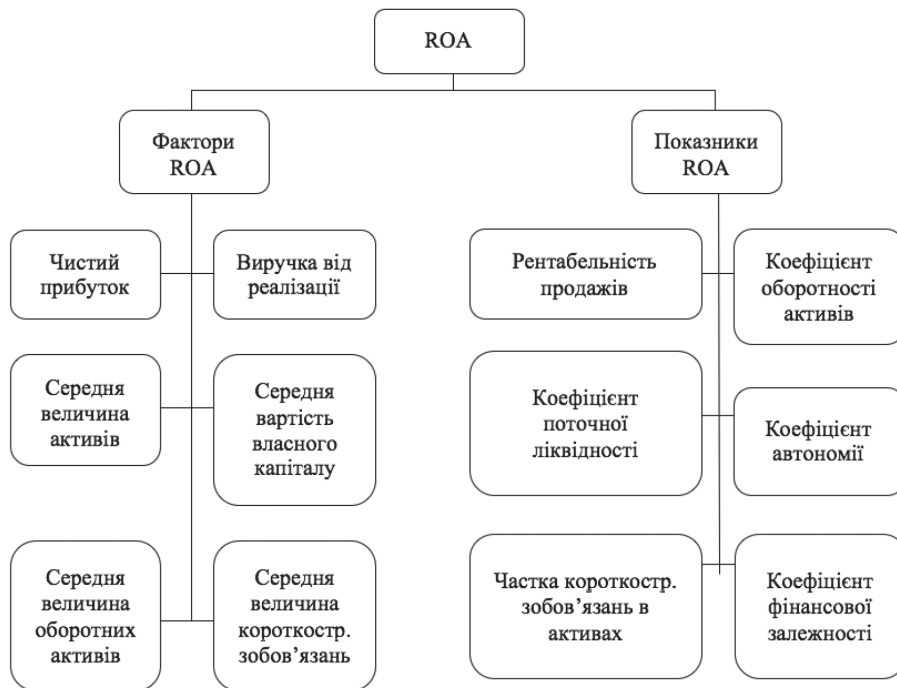 ROA
Фактори
ROA
Показники
ROA
Чистий
прибуток
Виручка від
реалізації
Рентабельність
продажів
Коефіцієнт
оборотності
активів
Середня
величина
активів
Середня
вартість
власного
капіталу
Коефіцієнт
поточної
ліквідності
Коефіцієнт
автономії
Середня
величина
оборотних
активів
Середня
величина
короткостр.
зобов’язань
Частка короткостр.
зобов’язань в
активах
Коефіцієнт
фінансової
залежності